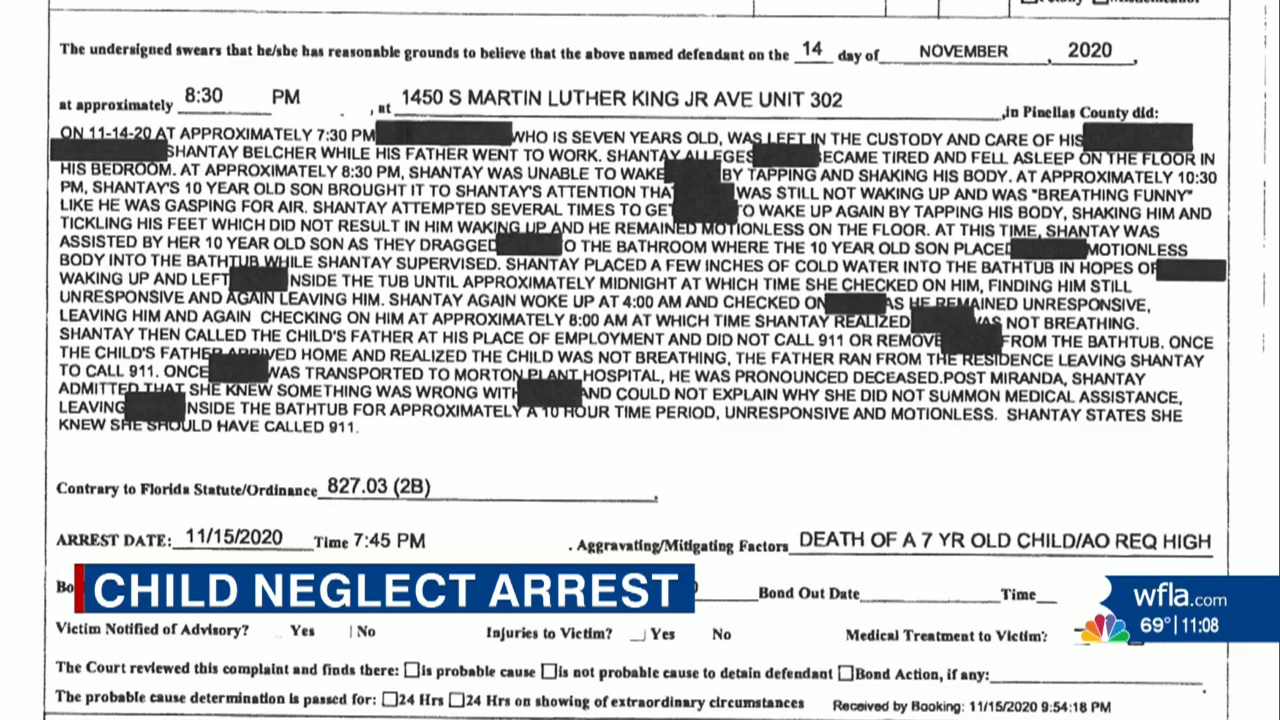 The undersigned swears that he/she has reasonable grounds to believe that the above named defendant on the 14 day of NOVEMBER, 2020,
at approximately 8:30 PM, at 1450 S MARTIN LUTHER KING JR AVE UNIT 302, in Pinellas County did:
ON 11-14-20 AT APPROXIMATELY 7:30 PM WHO IS SEVEN YEARS OLD, WAS LEFT IN THE CUSTODY AND CARE OF HIS
SHANTAY BELCHER WHILE HIS FATHER WENT TO WORK. SHANTAY ALLEGES ECAME TIRED AND FELL ASLEEP ON THE FLOOR IN
HIS BEDROOM. AT APPROXIMATELY 8:30 PM, SHANTAY WAS UNABLE TO WAKE BY TAPPING AND SHAKING HIS BODY. AT APPROXIMATELY 10:30
PM, SHANTAY'S 10 YEAR OLD SON BROUGHT IT TO SHANTAY'S ATTENTION THA WAS STILL NOT WAKING UP AND WAS "BREATHING FUNNY"
LIKE HE WAS GASPING FOR AIR. SHANTAY ATTEMPTED SEVERAL TIMES TO GET TO WAKE UP AGAIN BY TAPPING HIS BODY, SHAKING HIM AND
TICKLING HIS FEET WHICH DID NOT RESULT IN HIM WAKING UP AND HE REMAINED MOTIONLESS ON THE FLOOR. AT THIS TIME, SHANTAY WAS
ASSISTED BY HER 10 YEAR OLD SON AS THEY DRAGGED O THE BATHROOM WHERE THE 10 YEAR OLD SON PLACED MOTIONLESS
BODY INTO THE BATHTUB WHILE SHANTAY SUPERVISED. SHANTAY PLACED A FEW INCHES OF COLD WATER INTO THE BATHTUB IN HOPES OF
WAKING UP AND LEFT NSIDE THE TUB UNTIL APPROXIMATELY MIDNIGHT AT WHICH TIME SHE CHECKED ON HIM, FINDING HIM STILL
UNRESPONSIVE AND AGAIN LEAVING HIM. SHANTAY AGAIN WOKE UP AT 4:00 AM AND CHECKED ON AS HE REMAINED UNRESPONSIVE,
LEAVING HIM AND AGAIN CHECKING ON HIM AT APPROXIMATELY 8:00 AM AT WHICH TIME SHANTAY REALIZED WAS NOT BREATHING.
SHANTAY THEN CALLED THE CHILD'S FATHER AT HIS PLACE OF EMPLOYMENT AND DID NOT CALL 911 OR REMOVE FROM THE BATHTUB. ONCE
THE CHILD'S FATHER ARRIVED HOME AND REALIZED THE CHILD WAS NOT BREATHING, THE FATHER RAN FROM THE RESIDENCE LEAVING SHANTAY
TO CALL 911. ONCE WAS TRANSPORTED TO MORTON PLANT HOSPITAL, HE WAS PRONOUNCED DECEASED.POST MIRANDA, SHANTAY
ADMITTED THAT SHE KNEW SOMETHING WAS WRONG WITH AND COULD NOT EXPLAIN WHY SHE DID NOT SUMMON MEDICAL ASSISTANCE,
LEAVING NSIDE THE BATHTUB FOR APPROXIMATELY A 10 HOUR TIME PERIOD, UNRESPONSIVE AND MOTIONLESS. SHANTAY STATES SHE
KNEW SHE SHOULD HAVE CALLED 911.
Contrary to Florida Statute/Ordinance 827.03 (2B).
ARREST DATE: 11/15/2020 Time 7:45 PM. Aggravating/Mitigating Factors DEATH OF A 7 YR OLD CHILD/AO REQ HIGH
Bo Bond Out Date Time
CHILD NEGLECT ARREST
wfla.com
69° 11:08
Victim Notified of Advisory? Yes No Injuries to Victim? Yes No Medical Treatment to Victim?
The Court reviewed this complaint and finds there: is probable cause is not probable cause to detain defendant Bond Action, if any:
The probable cause determination is passed for: 24 Hrs 24 Hrs on showing of extraordinary circumstances Received by Booking: 11/15/2020 9:54:18 PM